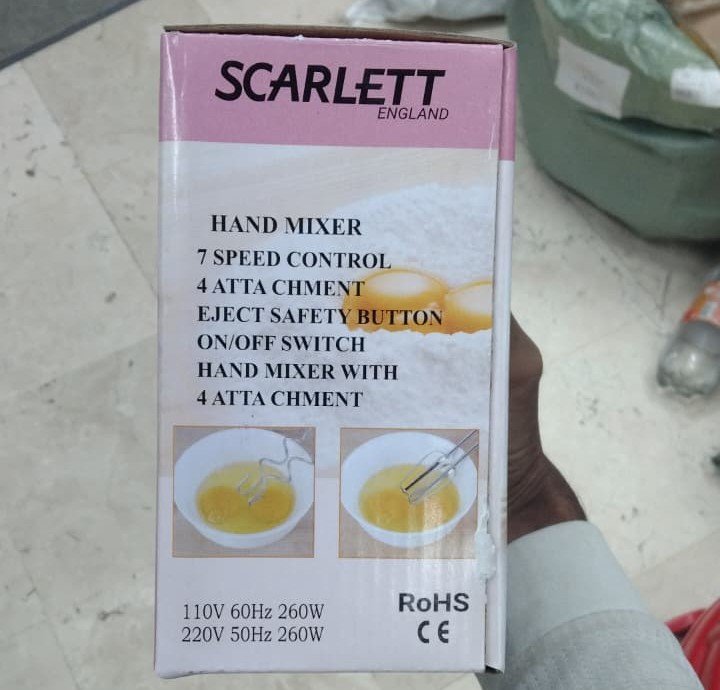 SCARLETT
ENGLAND
HAND MIXER
7 SPEED CONTROL
4 ATTA CHMENT
EJECT SAFETY BUTTON
ON/OFF SWITCH
HAND MIXER WITH
4 ATTA CHMENT
110V 60Hz 260W
220V 50Hz 260W
RoHS
CE